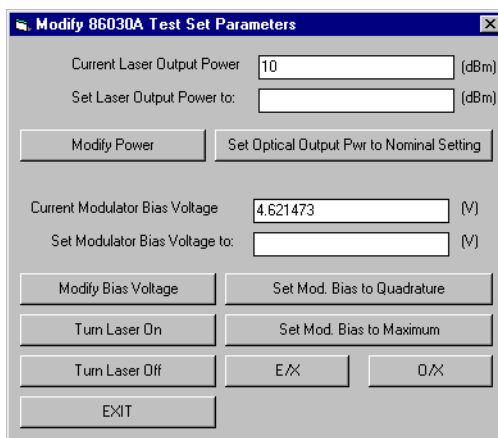 Modify 86030A Test Set Parameters
Current Laser Output Power 10 (dBm)
Set Laser Output Power to: (dBm)
Modify Power Set Optical Output Pwr to Nominal Setting
Current Modulator Bias Voltage 4.621473 (V)
Set Modulator Bias Voltage to: (V)
Modify Bias Voltage Set Mod. Bias to Quadrature
Turn Laser On Set Mod. Bias to Maximum
Turn Laser Off E/X O/X
EXIT